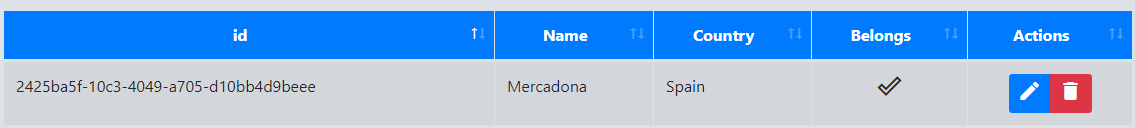 id Name Country Belongs Actions
2425ba5f-10c3-4049-a705-d10bb4d9beee Mercadona Spain